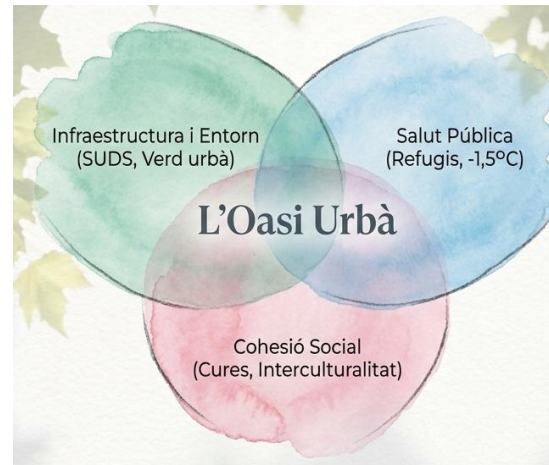 Infraestructura i Entorn
(SUDS, Verd urbà)
Salut Pública
(Refugis, -1,5ºC)
L’Oasi Urbà
Cohesió Social
(Cures, Interculturalitat)